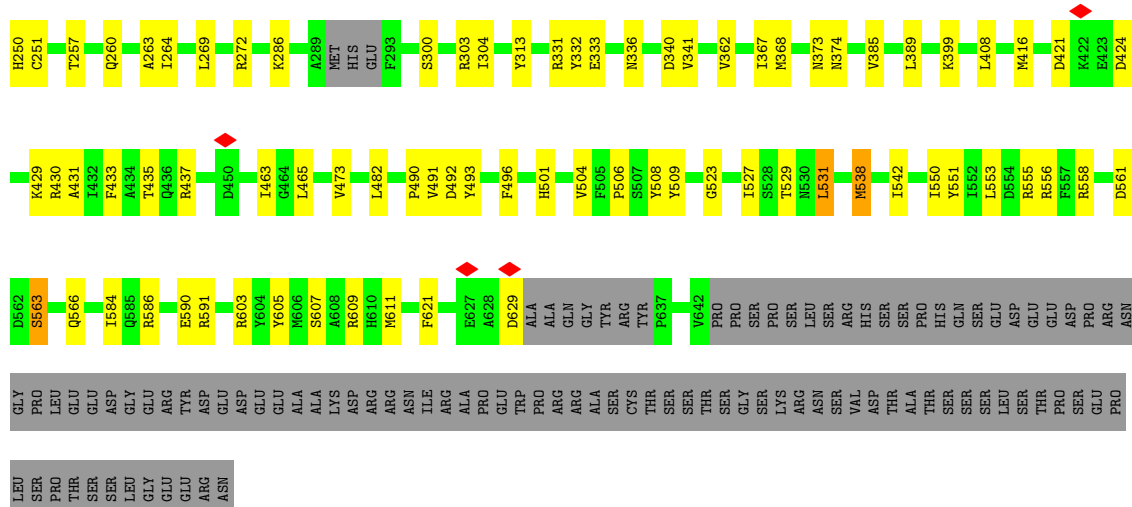 H250 C251 T257 Q260 A263 I264 L269 R272 K286 A289 MET HIS GLU F293 S300 R303 I304 Y313 R331 Y332 E333 N336 D340 V341 V362 I367 M368 N373 N374 V385 L389 K399 L408 M416 D421 K422 E423 D424
K429 R430 A431 I432 F433 A434 T435 Q436 R437 D450 I463 G464 L465 V473 L482 P490 V491 D492 Y493 F496 H501 V504 F505 P506 S507 Y508 Y509 G523 I527 S528 T529 N530 L531 M538 I542 I550 Y551 I552 L553 D554 R555 R556 F557 R558 D561
D562 S563 Q566 I584 Q585 R586 E590 R591 R603 Y604 Y605 M606 S607 A608 R609 H610 M611 F621 E627 A628 D629 ALA ALA GLN GLY TYR ARG TYR P637 V642 PRO PRO SER PRO SER LEU SER ARG HIS SER SER PRO HIS GLN SER GLU ASP GLU GLU ASP PRO ARG ASN
GLY PRO LEU GLU GLU ASP GLY GLU ARG TYR ASP GLU ASP GLU GLU ALA ALA LYS ASP ARG ARG ASN ILE ARG ALA PRO GLU TRP PRO ARG ARG ALA SER CYS THR SER SER THR SER GLY SER LYS ARG ASN SER VAL ASP THR ALA THR SER SER SER LEU SER THR PRO SER GLU PRO
LEU SER PRO THR SER SER LEU GLY GLU GLU ARG ASN